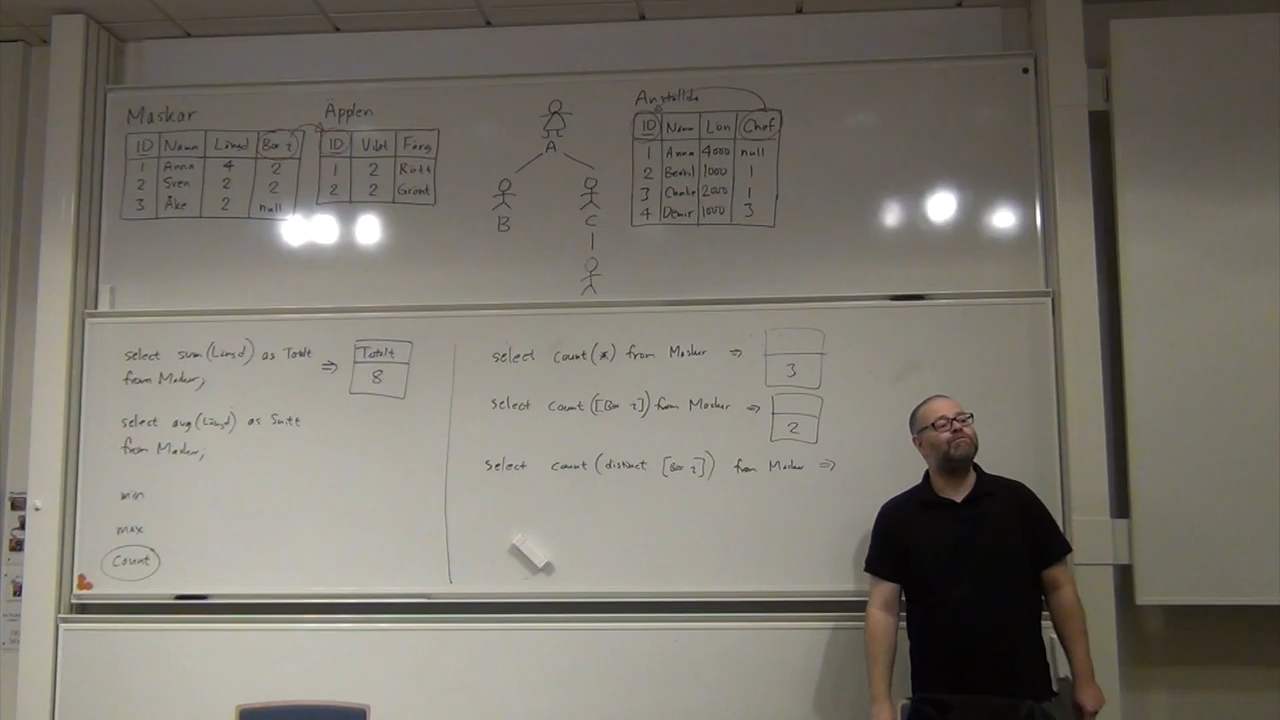 Maskar
ID Namn Längd Bor i
1 Anna 4 2
2 Sven 2 2
3 Åke 2 null
Äpplen
ID Vikt Färg
1 2 Rött
2 2 Grönt
A
B C
Anställda
ID Namn Lön Chef
1 Anna 4000 null
2 Bertil 1000 1
3 2000 1
4 Demir 1000 3
select sum(Längd) as Totalt
from Maskar;
⇒
Totalt
8
select avg(Längd) as Snitt
from Maskar;
min
max
Count
select count(*) from Maskar ⇒
3
select count([Bor i]) from Maskar ⇒
2
select count(distinct [Bor i]) from Maskar ⇒